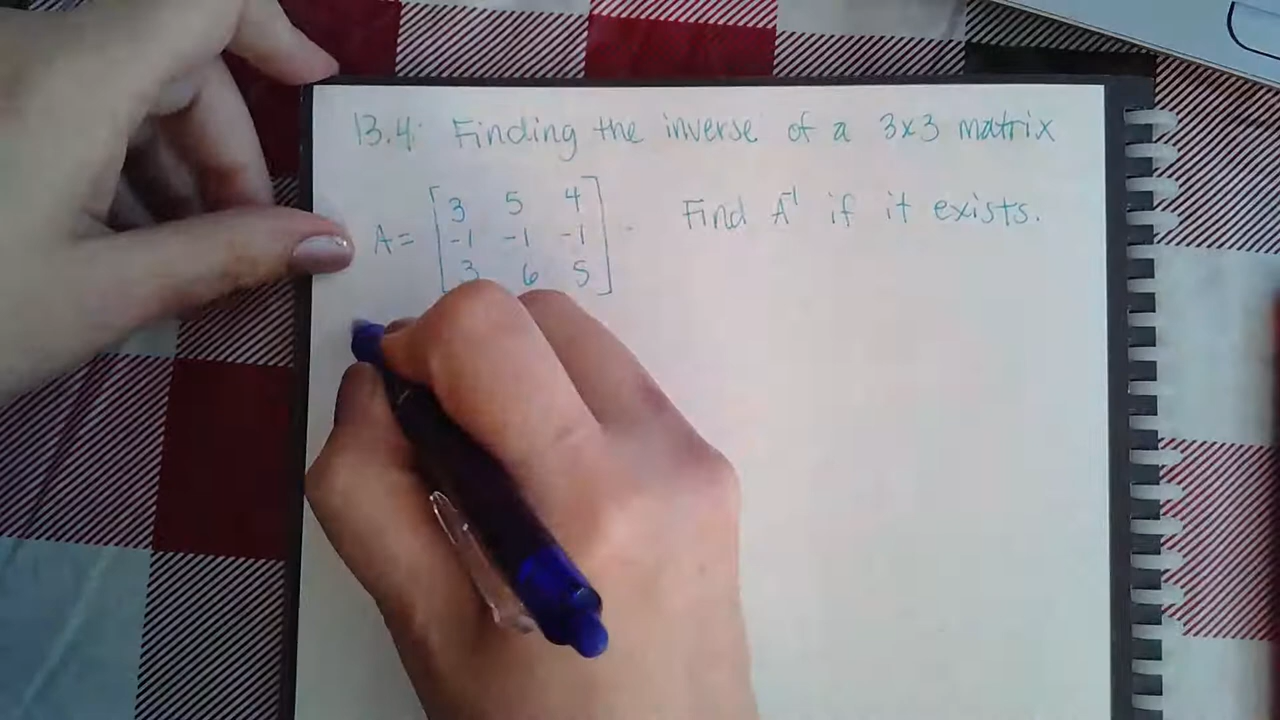 13.4: Finding the inverse of a 3x3 matrix
3 5 4
A = -1 -1 -1 . Find A⁻¹ if it exists.
3 6 5